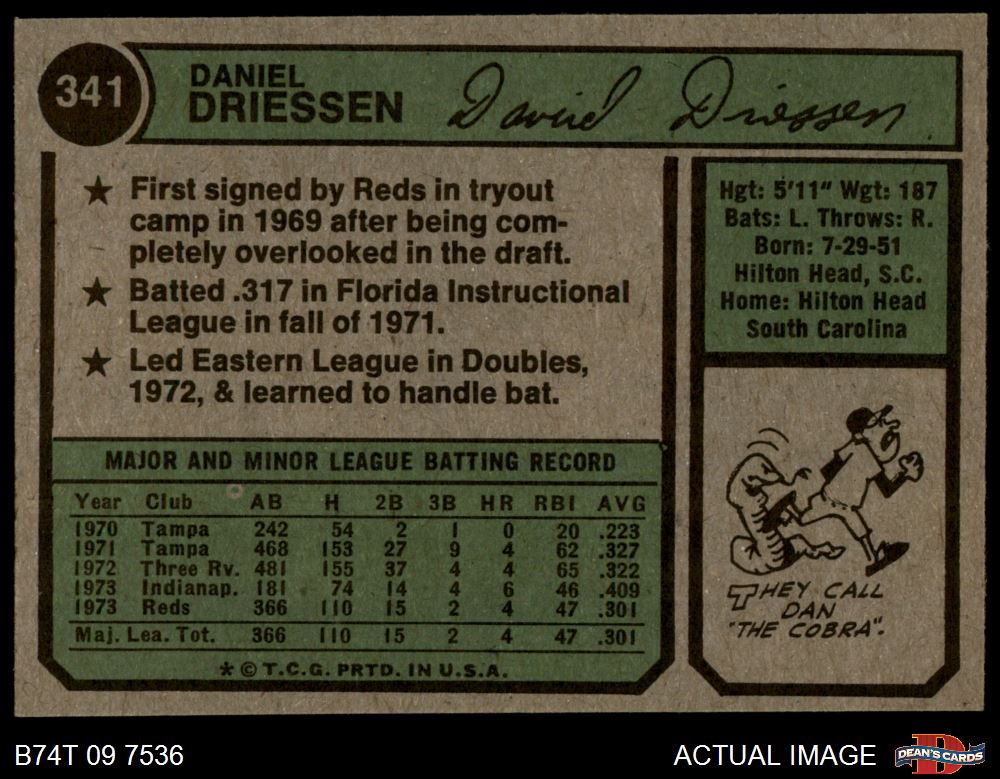 341
DANIEL
DRIESSEN
David Driessen
★ First signed by Reds in tryout
camp in 1969 after being com-
pletely overlooked in the draft.
★ Batted .317 in Florida Instructional
League in fall of 1971.
★ Led Eastern League in Doubles,
1972, & learned to handle bat.
Hgt: 5'11" Wgt: 187
Bats: L. Throws: R.
Born: 7-29-51
Hilton Head, S.C.
Home: Hilton Head
South Carolina
MAJOR AND MINOR LEAGUE BATTING RECORD
Year Club AB H 2B 3B HR RBI AVG
1970 Tampa 242 54 2 1 0 20 .223
1971 Tampa 468 153 27 9 4 62 .327
1972 Three Rv. 481 155 37 4 4 65 .322
1973 Indianap. 181 74 14 4 6 46 .409
1973 Reds 366 110 15 2 4 47 .301
Maj. Lea. Tot. 366 110 15 2 4 47 .301
* © T.C.G. PRTD. IN U.S.A.
THEY CALL
DAN
"THE COBRA".
B74T 09 7536
ACTUAL IMAGE
D
DEAN'S CARDS